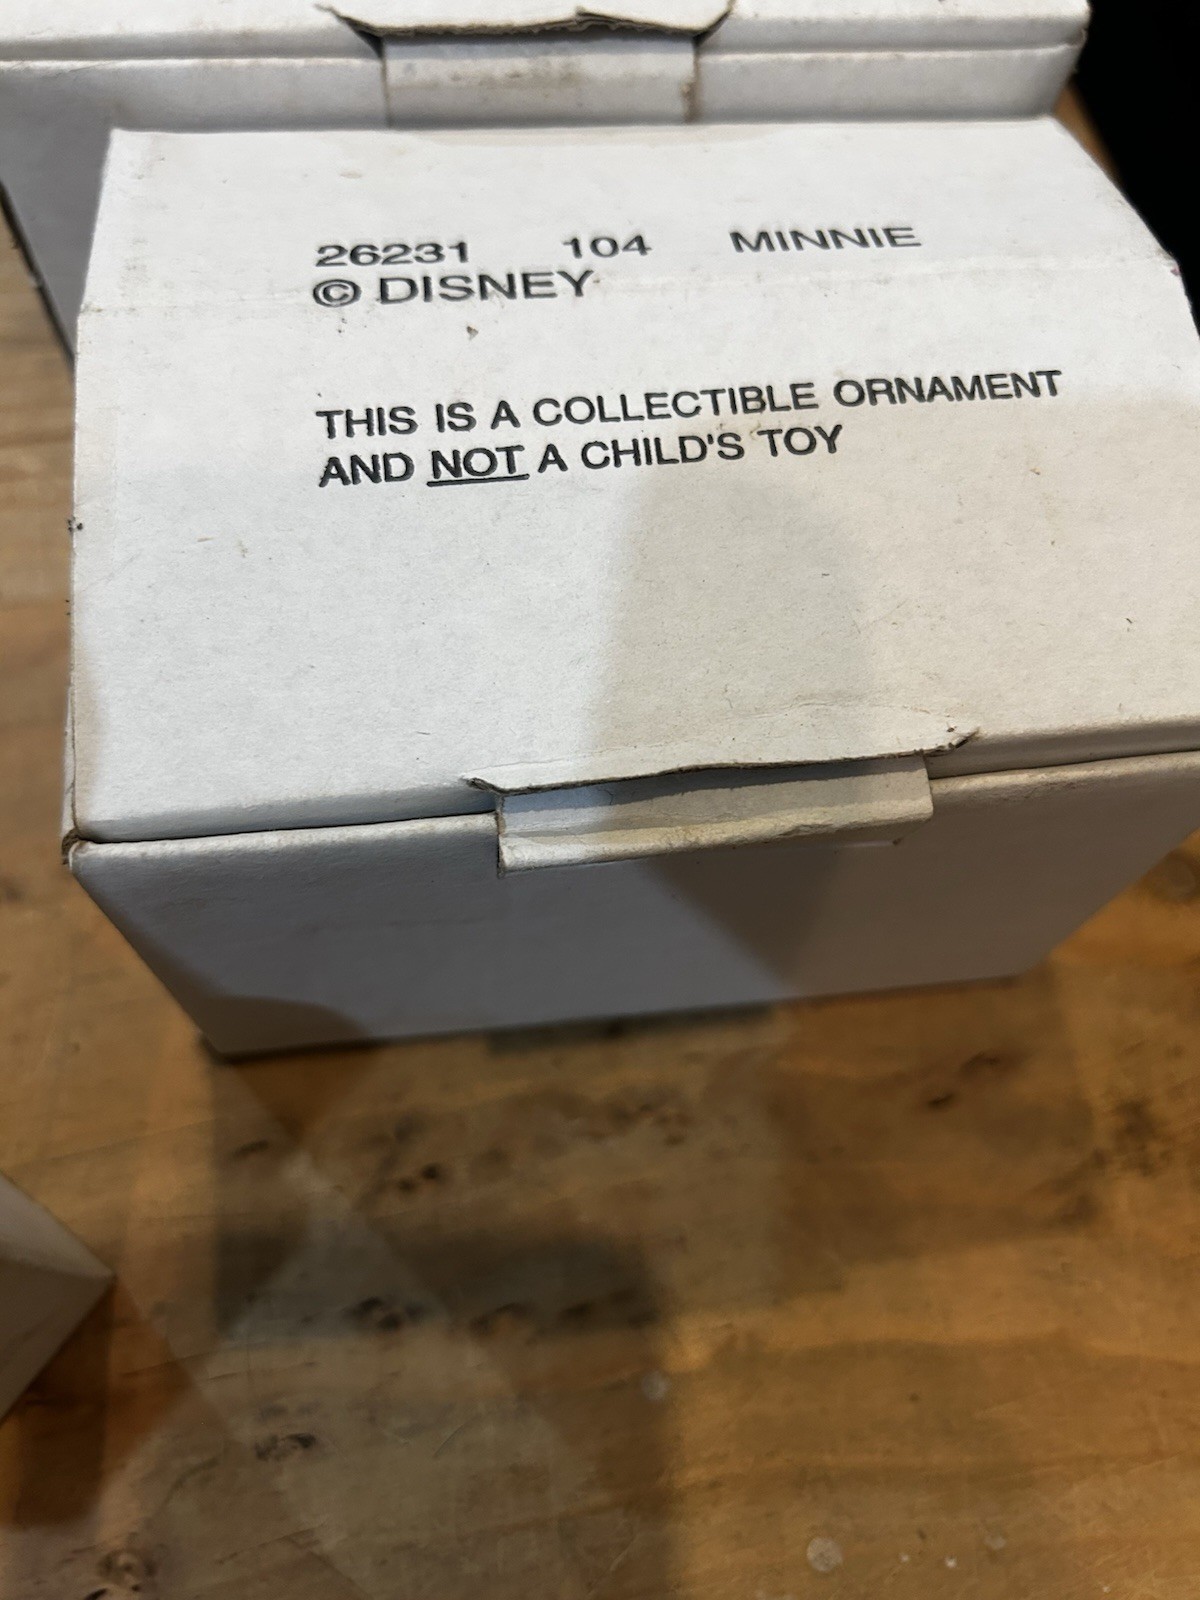 26231 104 MINNIE
© DISNEY
THIS IS A COLLECTIBLE ORNAMENT
AND NOT A CHILD'S TOY